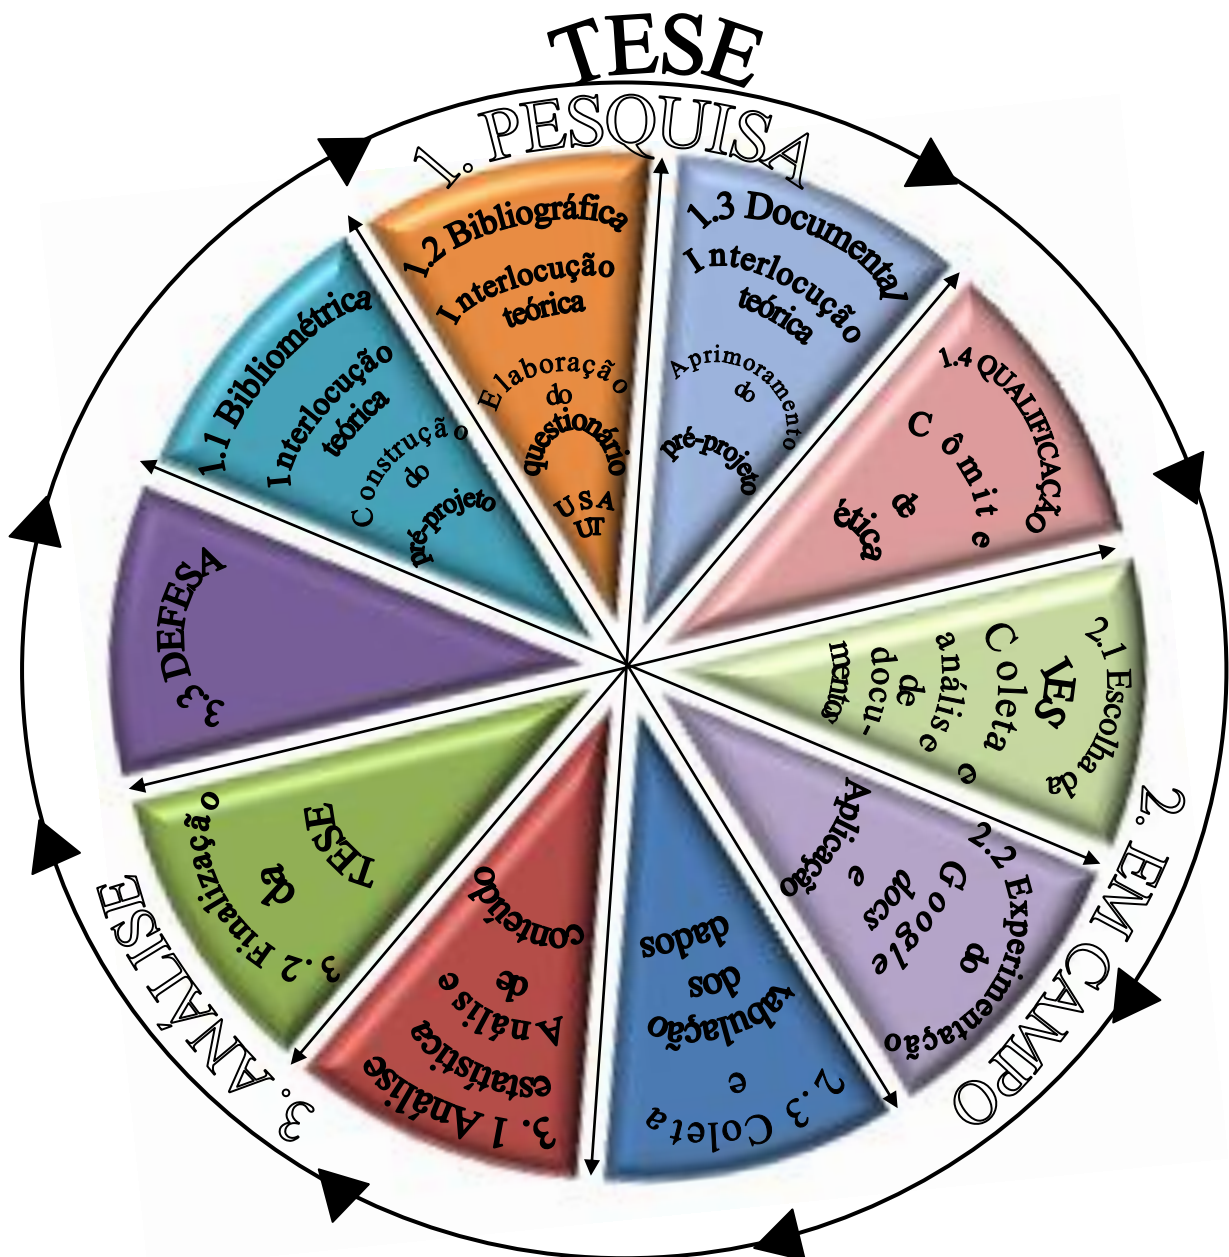 TESE
1. PESQUISA
1.1 Bibliométrica
Interlocução
teórica
Construção
do
pré-projeto
1.2 Bibliográfica
Interlocução
teórica
Elaboração
do
questionário
USA
UT
1.3 Documental
Interlocução
teórica
Aprimoramento
do
pré-projeto
1.4 QUALIFICAÇÃO
Cômite
de
ética
2. EM CAMPO
2.1 Escolha da
IES
Coleta e
análise
de
docu-
mentos
2.2 Experimentação
do
Google
docs
e
Aplicação
2.3 Coleta
e
tabulação
dos
dados
3. ANÁLISE
3. 1 Análise
estatística
Análise
de
conteúdo
3. 2 Finalização
da
TESE
3.3 DEFESA